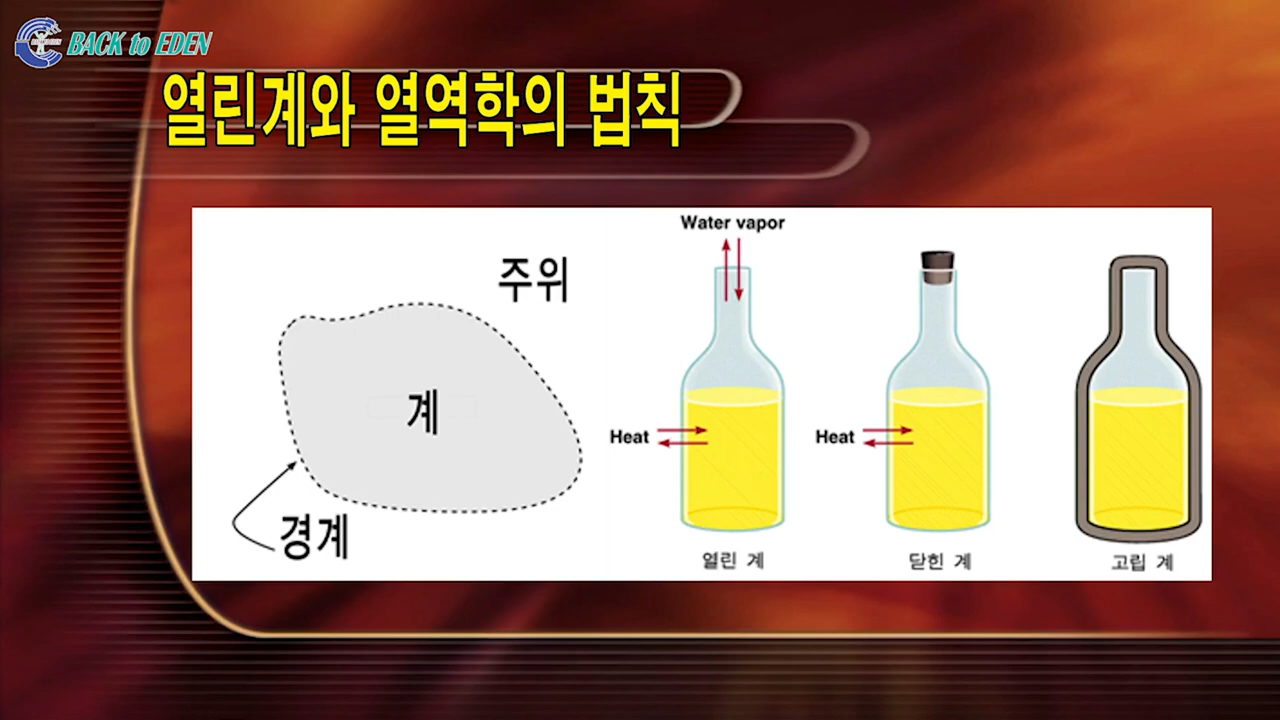 BACK to EDEN
열린계와 열역학의 법칙
주위
계
경계
Water vapor
Heat
Heat
열린 계
닫힌 계
고립 계